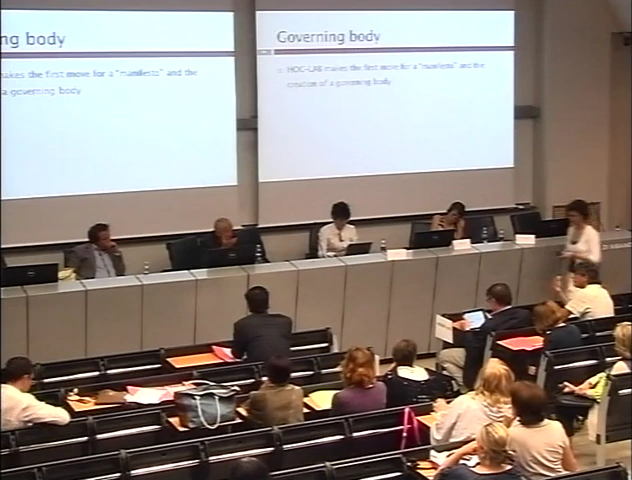 ng body
makes the first move for a "manifesto" and the
a governing body
Governing body
HOC-LAB makes the first move for a "manifesto" and the
creation of a governing body